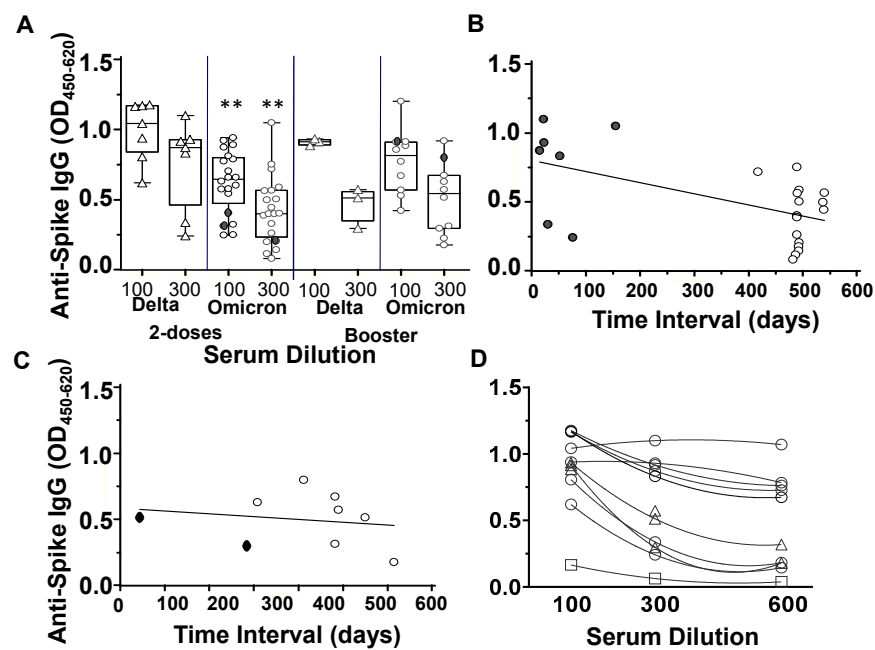 A
Anti-Spike IgG (OD450-620)
1.5
1.0
0.5
0.0
** **
100 300 100 300 100 300 100 300
Delta Omicron Delta Omicron
2-doses Booster
Serum Dilution
B
1.5
1.0
0.5
0.0
0 100 200 300 400 500 600
Time Interval (days)
C
Anti-Spike IgG (OD450-620)
1.5
1.0
0.5
0.0
0 100 200 300 400 500 600
Time Interval (days)
D
1.5
1.0
0.5
0.0
100 300 600
Serum Dilution